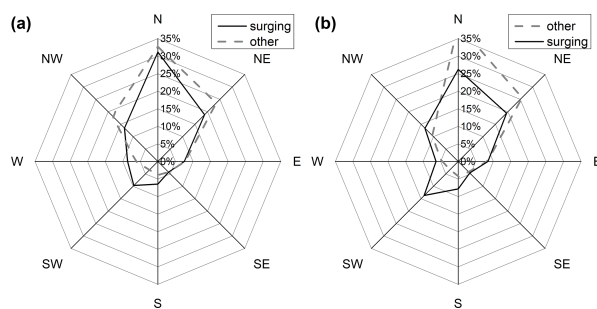 (a)
N
surging
other
NW
NE
35%
30%
25%
20%
15%
10%
5%
0%
W
E
SW
SE
S
(b)
N
other
surging
NW
NE
35%
30%
25%
20%
15%
10%
5%
0%
W
E
SW
SE
S